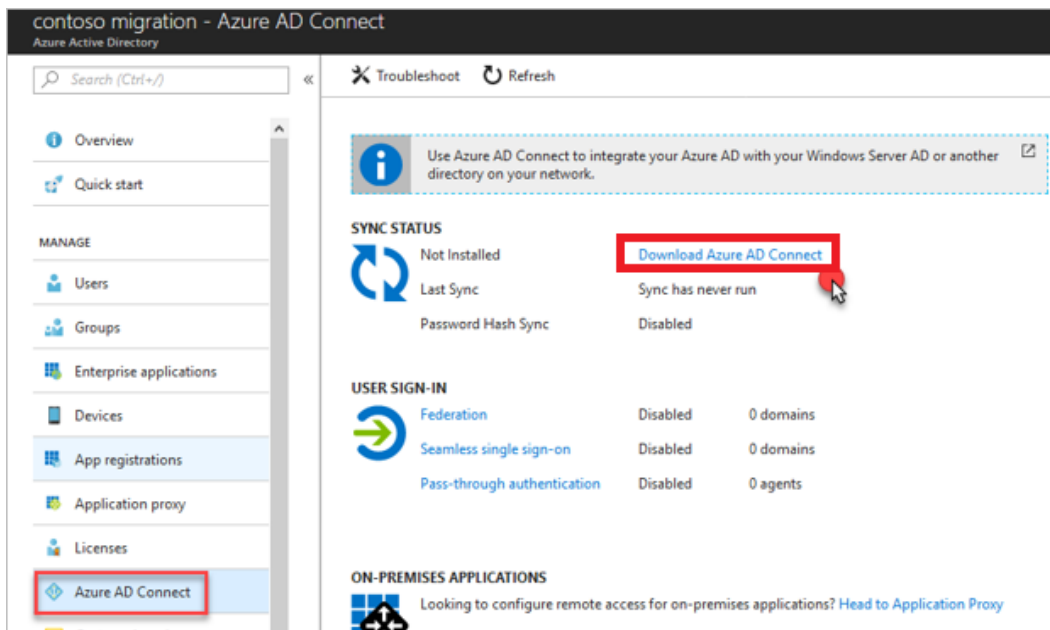 contoso migration - Azure AD Connect
Azure Active Directory
Search (Ctrl+/)
«
Overview
Quick start
MANAGE
Users
Groups
Enterprise applications
Devices
App registrations
Application proxy
Licenses
Azure AD Connect
Troubleshoot Refresh
Use Azure AD Connect to integrate your Azure AD with your Windows Server AD or another
directory on your network.
SYNC STATUS
Not Installed Download Azure AD Connect
Last Sync Sync has never run
Password Hash Sync Disabled
USER SIGN-IN
Federation Disabled 0 domains
Seamless single sign-on Disabled 0 domains
Pass-through authentication Disabled 0 agents
ON-PREMISES APPLICATIONS
Looking to configure remote access for on-premises applications? Head to Application Proxy